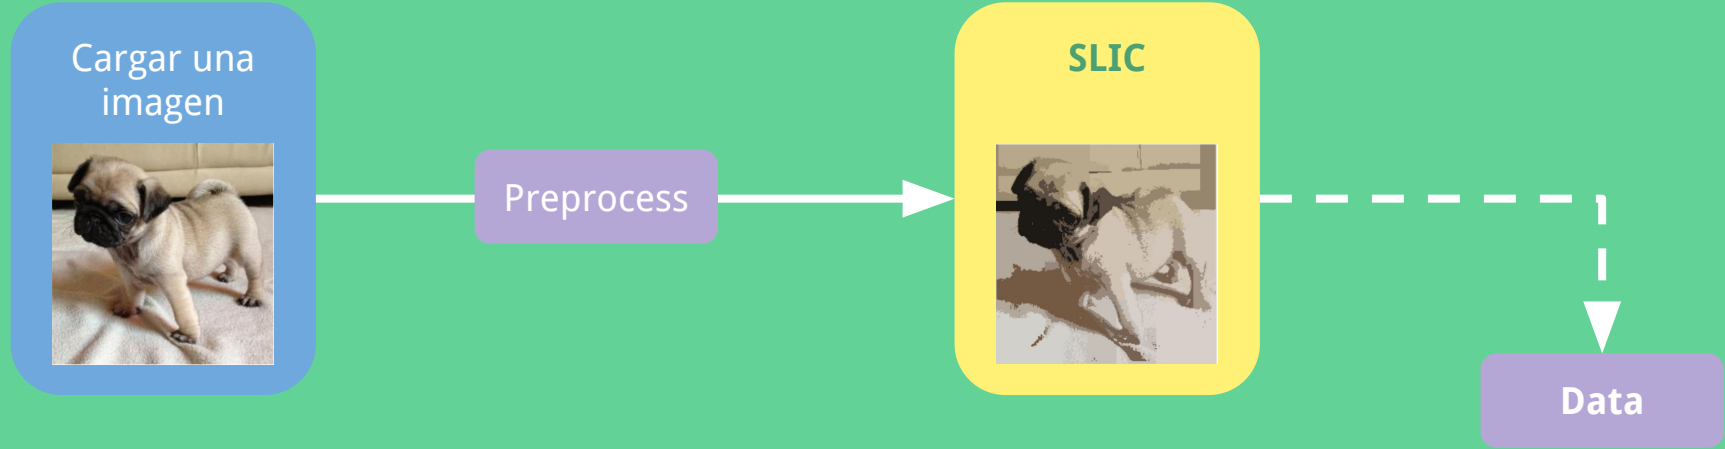 Cargar una
imagen
Preprocess
SLIC
Data